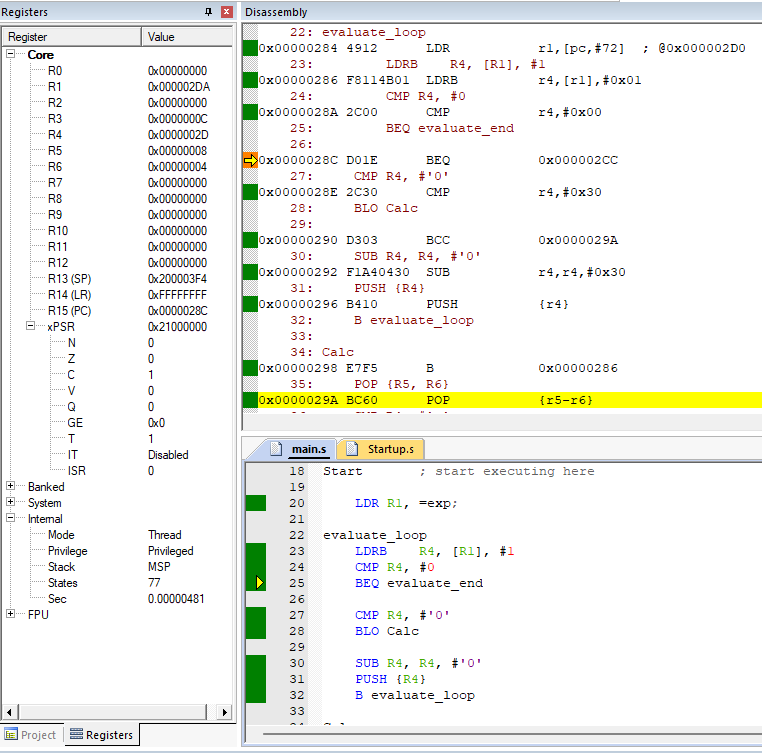 Registers
Register Value
Core
R0 0x00000000
R1 0x000002DA
R2 0x00000000
R3 0x0000000C
R4 0x0000002D
R5 0x00000008
R6 0x00000004
R7 0x00000000
R8 0x00000000
R9 0x00000000
R10 0x00000000
R11 0x00000000
R12 0x00000000
R13 (SP) 0x200003F4
R14 (LR) 0xFFFFFFFF
R15 (PC) 0x0000028C
xPSR 0x21000000
N 0
Z 0
C 1
V 0
Q 0
GE 0x0
T 1
IT Disabled
ISR 0
Banked
System
Internal
Mode Thread
Privilege Privileged
Stack MSP
States 77
Sec 0.00000481
FPU
Project Registers
Disassembly
22: evaluate_loop
0x00000284 4912 LDR r1,[pc,#72] ; @0x000002D0
23: LDRB R4, [R1], #1
0x00000286 F8114B01 LDRB r4,[r1],#0x01
24: CMP R4, #0
0x0000028A 2C00 CMP r4,#0x00
25: BEQ evaluate_end
26:
0x0000028C D01E BEQ 0x000002CC
27: CMP R4, #'0'
0x0000028E 2C30 CMP r4,#0x30
28: BLO Calc
29:
0x00000290 D303 BCC 0x0000029A
30: SUB R4, R4, #'0'
0x00000292 F1A40430 SUB r4,r4,#0x30
31: PUSH {R4}
0x00000296 B410 PUSH {r4}
32: B evaluate_loop
33:
34: Calc
0x00000298 E7F5 B 0x00000286
35: POP {R5, R6}
0x0000029A BC60 POP {r5-r6}
main.s Startup.s
18 Start ; start executing here
19
20 LDR R1, =exp;
21
22 evaluate_loop
23 LDRB R4, [R1], #1
24 CMP R4, #0
25 BEQ evaluate_end
26
27 CMP R4, #'0'
28 BLO Calc
29
30 SUB R4, R4, #'0'
31 PUSH {R4}
32 B evaluate_loop
33